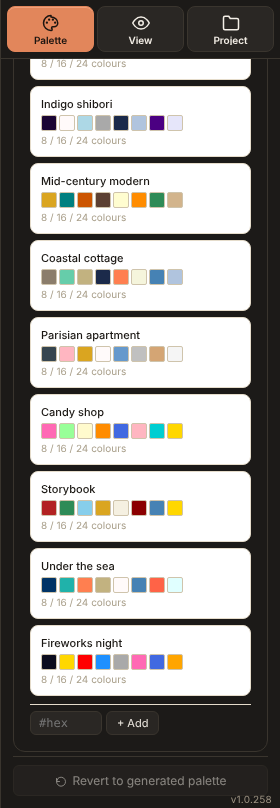 Palette
View
Project
8 / 16 / 24 colours
Indigo shibori
8 / 16 / 24 colours
Mid-century modern
8 / 16 / 24 colours
Coastal cottage
8 / 16 / 24 colours
Parisian apartment
8 / 16 / 24 colours
Candy shop
8 / 16 / 24 colours
Storybook
8 / 16 / 24 colours
Under the sea
8 / 16 / 24 colours
Fireworks night
8 / 16 / 24 colours
#hex
+ Add
Revert to generated palette
v1.0.258